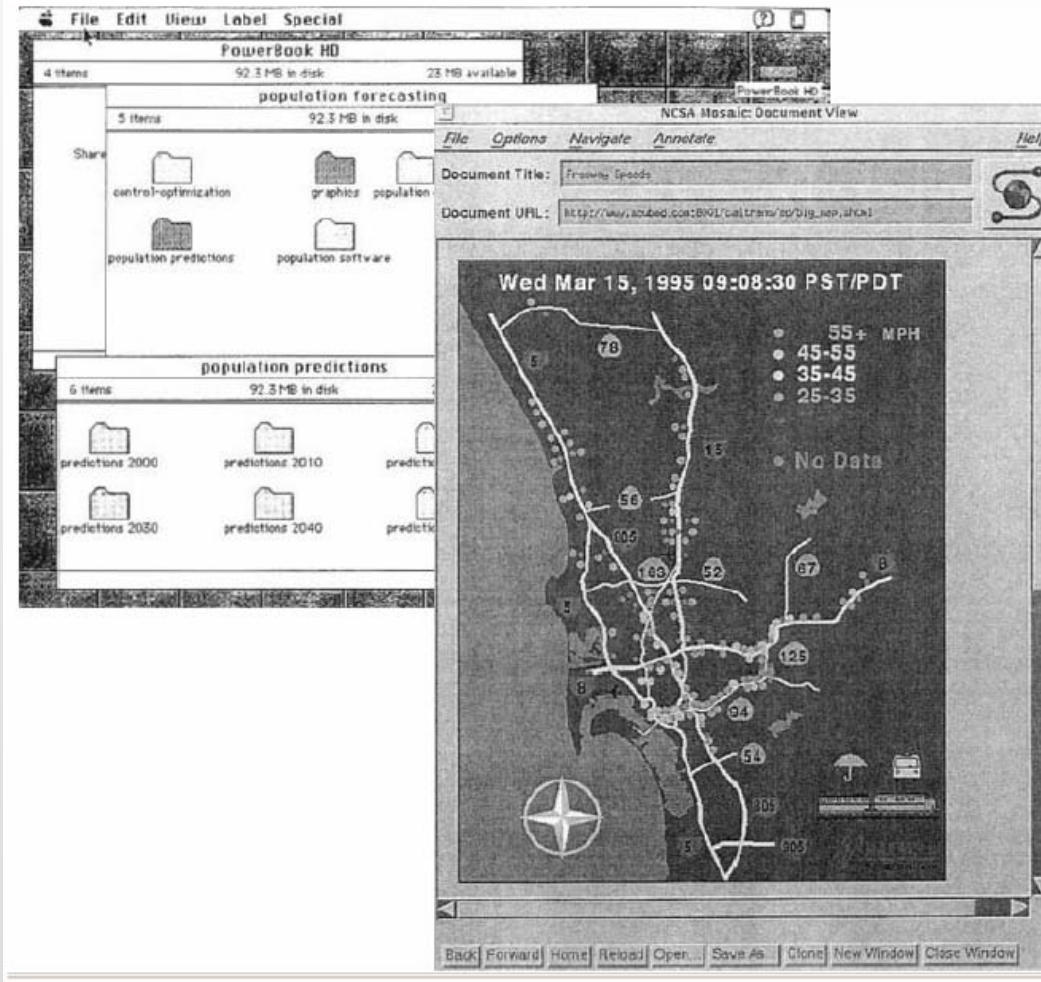 File Edit View Label Special
PowerBook HD
4 items 92.3 MB in disk 23 MB available
PowerBook HD
population forecasting
5 items 92.3 MB in disk
Share
control-optimization
graphics
population
population predictions
population software
population predictions
6 items 92.3 MB in disk
predictions 2000
predictions 2010
predictions 2030
predictions 2040
NCSA Mosaic: Document View
File Options Navigate Annotate Help
Document Title: Freeway Speeds
Document URL:
Wed Mar 15, 1995 09:08:30 PST/PDT
55+ MPH
45-55
35-45
25-35
No Data
78
5
15
56
805
163
52
67
8
5
125
8
94
54
805
5
905
Back Forward Home Reload Open... Save As... Clone New Window Close Window